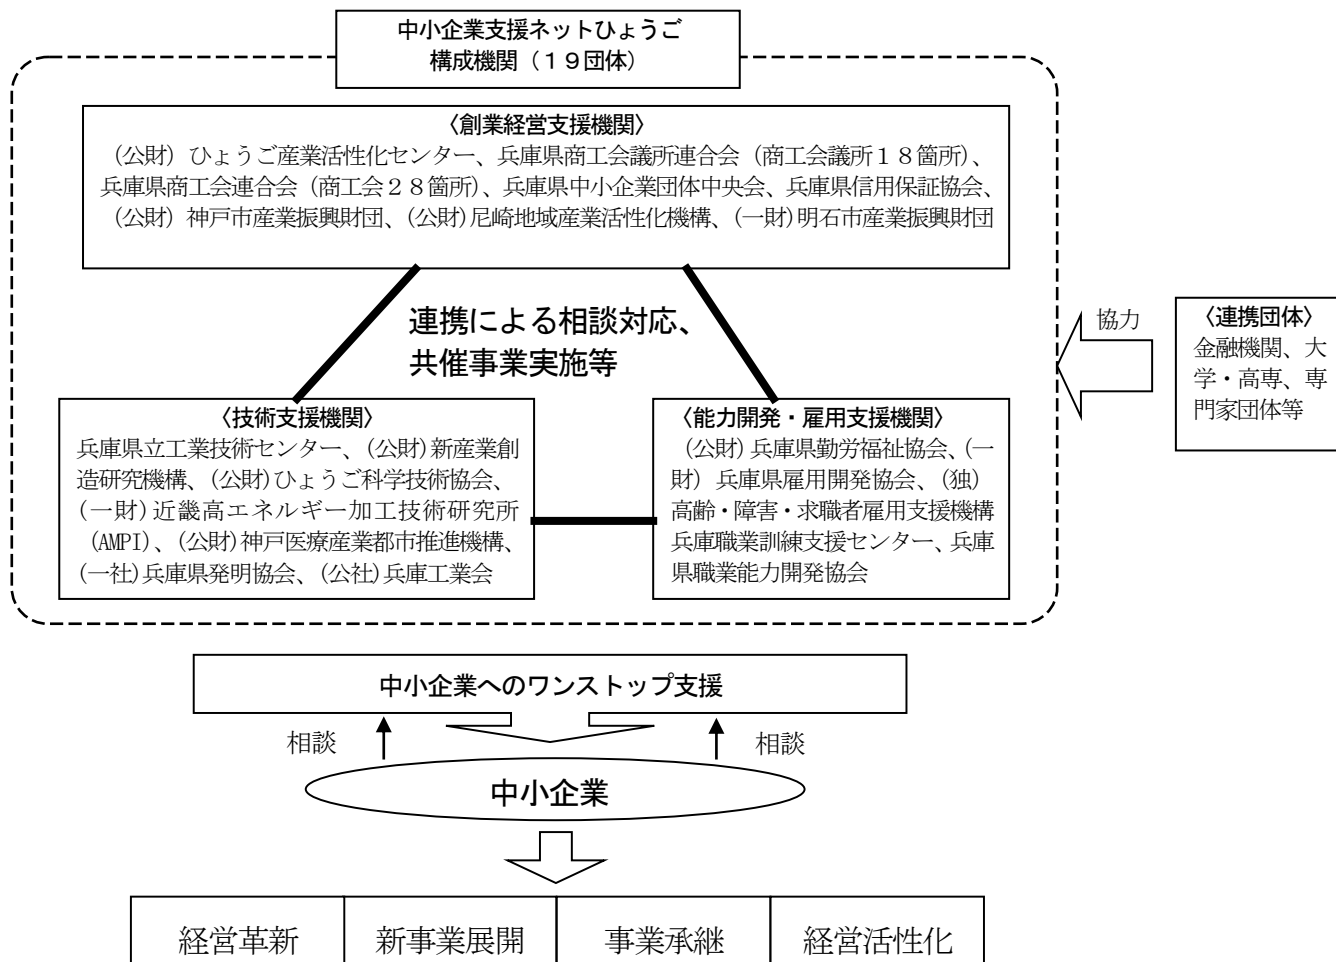 中小企業支援ネットひょうご
構成機関（１９団体）
〈創業経営支援機関〉
（公財）ひょうご産業活性化センター、兵庫県商工会議所連合会（商工会議所１８箇所）、
兵庫県商工会連合会（商工会２８箇所）、兵庫県中小企業団体中央会、兵庫県信用保証協会、
（公財）神戸市産業振興財団、(公財)尼崎地域産業活性化機構、(一財)明石市産業振興財団
連携による相談対応、
共催事業実施等
協力
〈連携団体〉
金融機関、大
学・高専、専
門家団体等
〈技術支援機関〉
兵庫県立工業技術センター、(公財)新産業創
造研究機構、(公財)ひょうご科学技術協会、
(一財)近畿高エネルギー加工技術研究所
（AMPI）、(公財)神戸医療産業都市推進機構、
(一社)兵庫県発明協会、(公社)兵庫工業会
〈能力開発・雇用支援機関〉
（公財)兵庫県勤労福祉協会、(一
財）兵庫県雇用開発協会、（独）
高齢・障害・求職者雇用支援機構
兵庫職業訓練支援センター、兵庫
県職業能力開発協会
中小企業へのワンストップ支援
相談
相談
中小企業
経営革新
新事業展開
事業承継
経営活性化